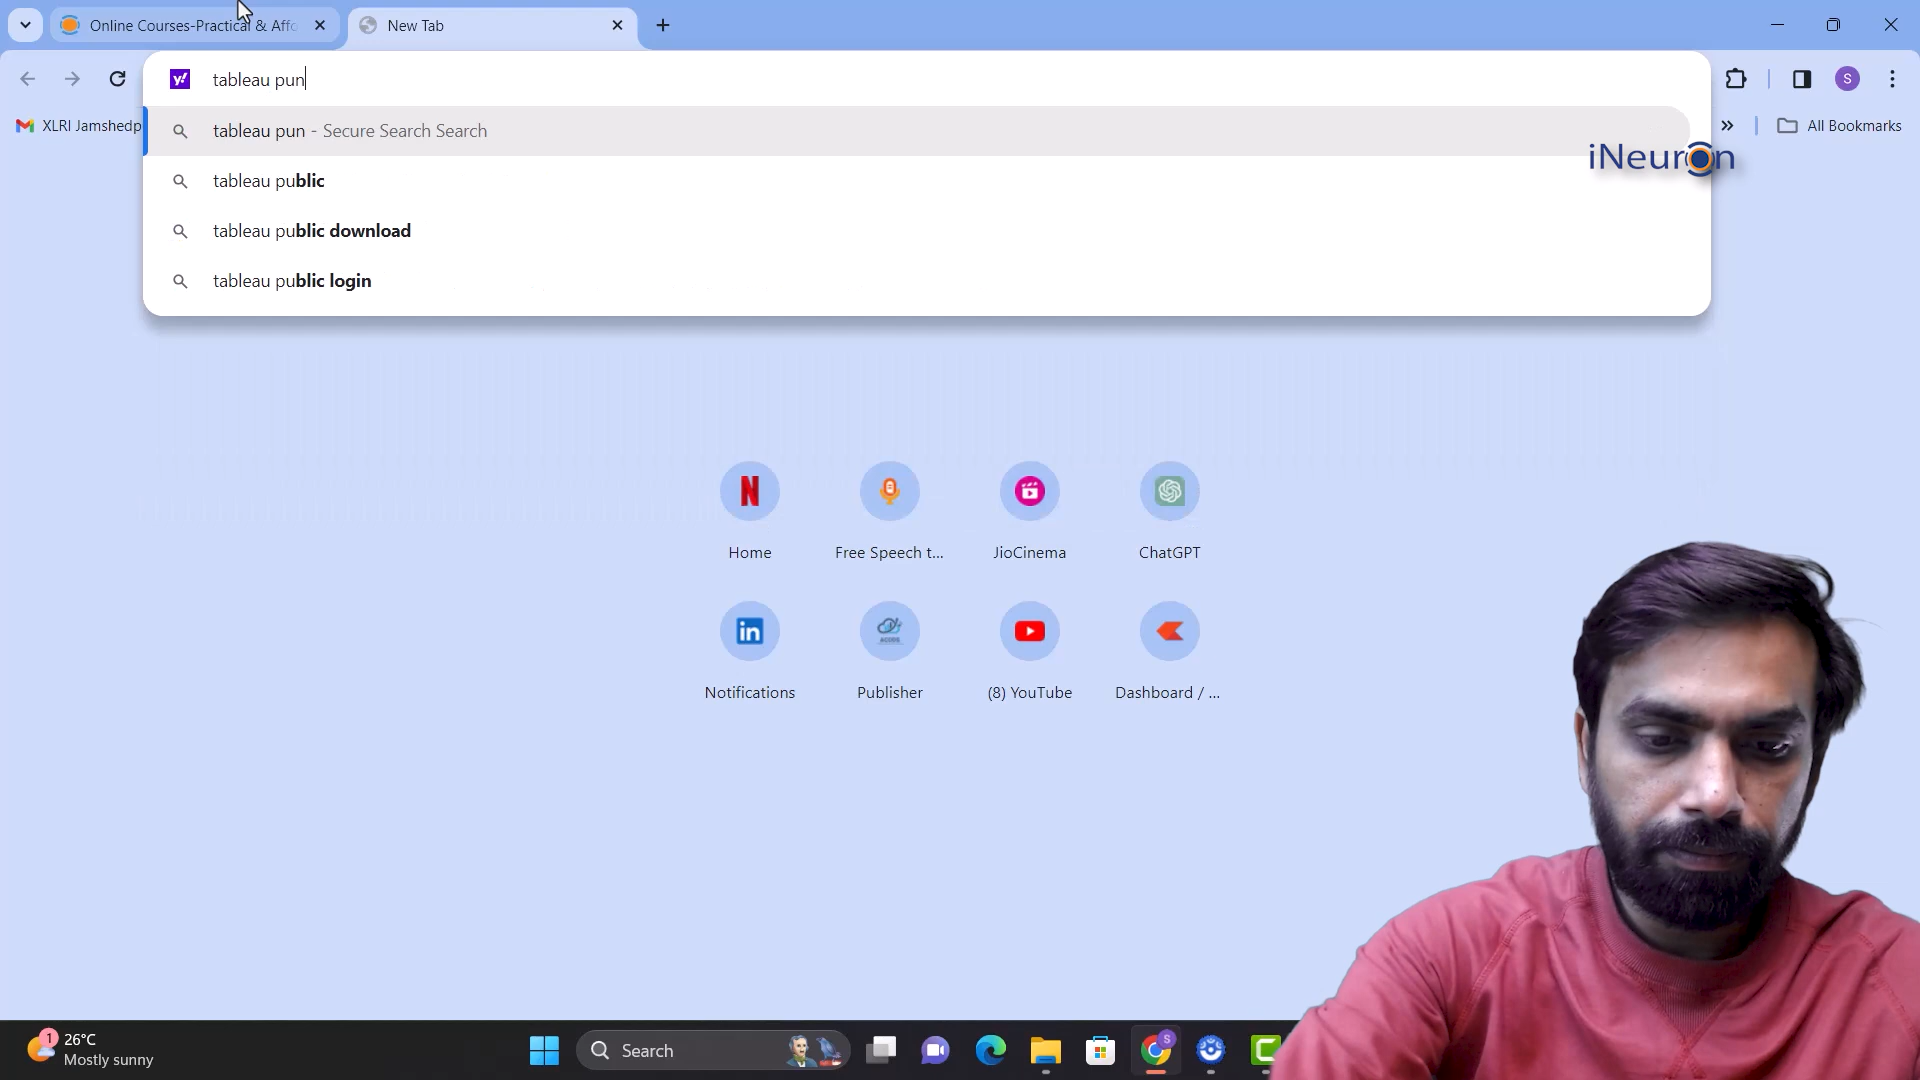 Online Courses-Practical & Affo
New Tab
tableau pun
S
XLRI Jamshedp
tableau pun - Secure Search Search
All Bookmarks
iNeuron
tableau public
tableau public download
tableau public login
Home
Free Speech t...
JioCinema
ChatGPT
Notifications
Publisher
(8) YouTube
Dashboard / ...
1
26°C
Mostly sunny
Search
S